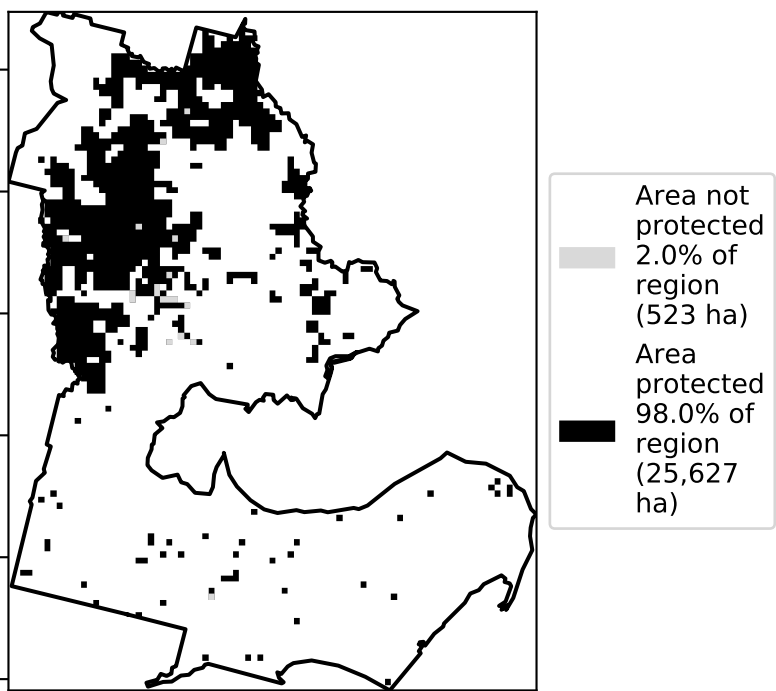 Area not
protected
2.0% of
region
(523 ha)
Area
protected
98.0% of
region
(25,627
ha)